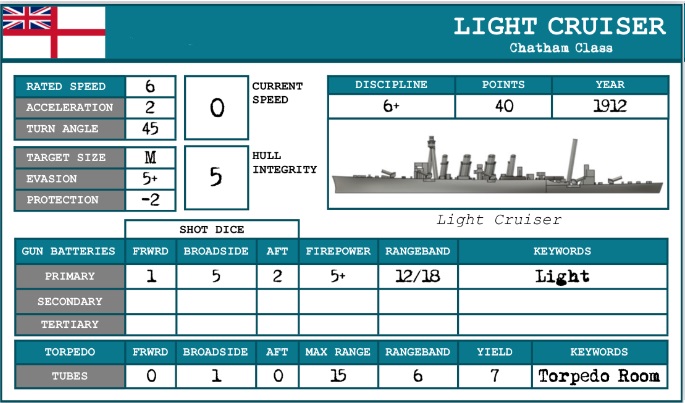 LIGHT CRUISER
Chatham Class
RATED SPEED 6
ACCELERATION 2
TURN ANGLE 45
0 CURRENT SPEED
TARGET SIZE M
EVASION 5+
PROTECTION -2
5 HULL INTEGRITY
DISCIPLINE POINTS YEAR
6+ 40 1912
Light Cruiser
SHOT DICE
GUN BATTERIES FRWRD BROADSIDE AFT FIREPOWER RANGEBAND KEYWORDS
PRIMARY 1 5 2 5+ 12/18 Light
SECONDARY
TERTIARY
TORPEDO FRWRD BROADSIDE AFT MAX RANGE RANGEBAND YIELD KEYWORDS
TUBES 0 1 0 15 6 7 Torpedo Room